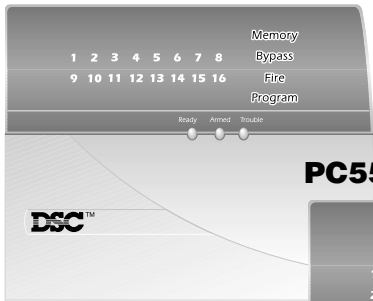 Memory
1 2 3 4 5 6 7 8 Bypass
9 10 11 12 13 14 15 16 Fire
Program
Ready Armed Trouble
PC55
DSC™